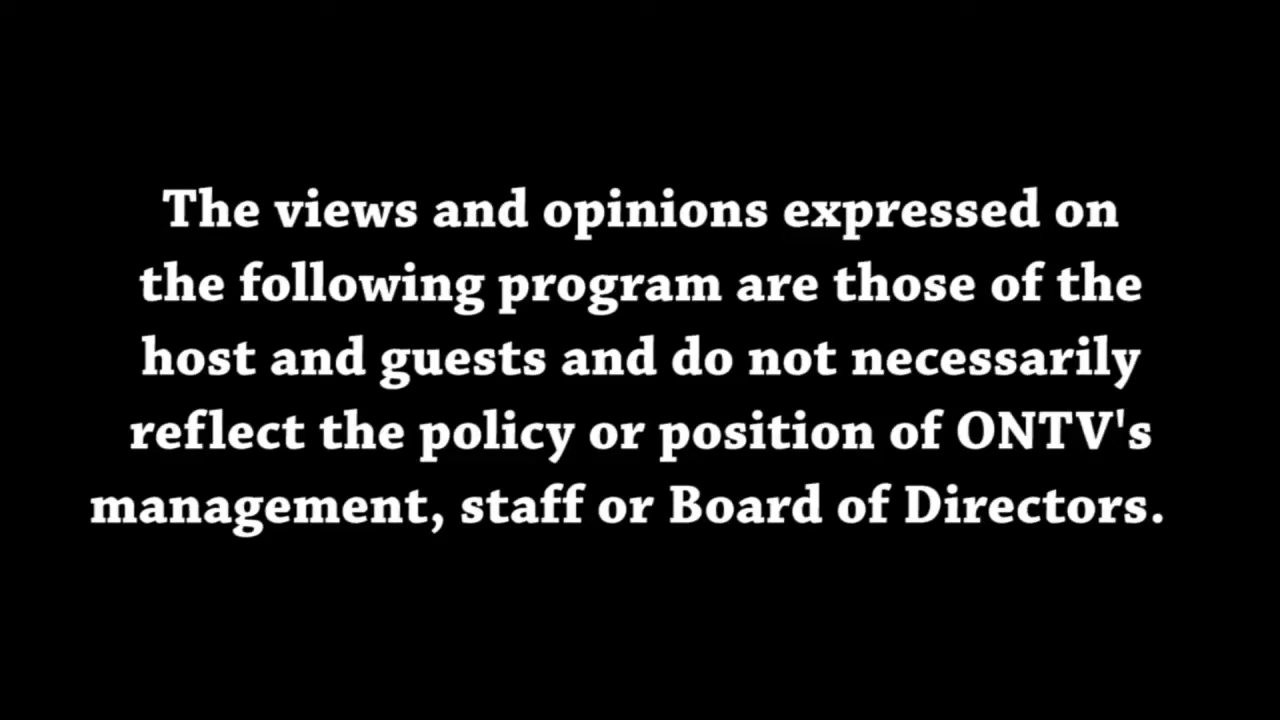 The views and opinions expressed on
the following program are those of the
host and guests and do not necessarily
reflect the policy or position of ONTV's
management, staff or Board of Directors.